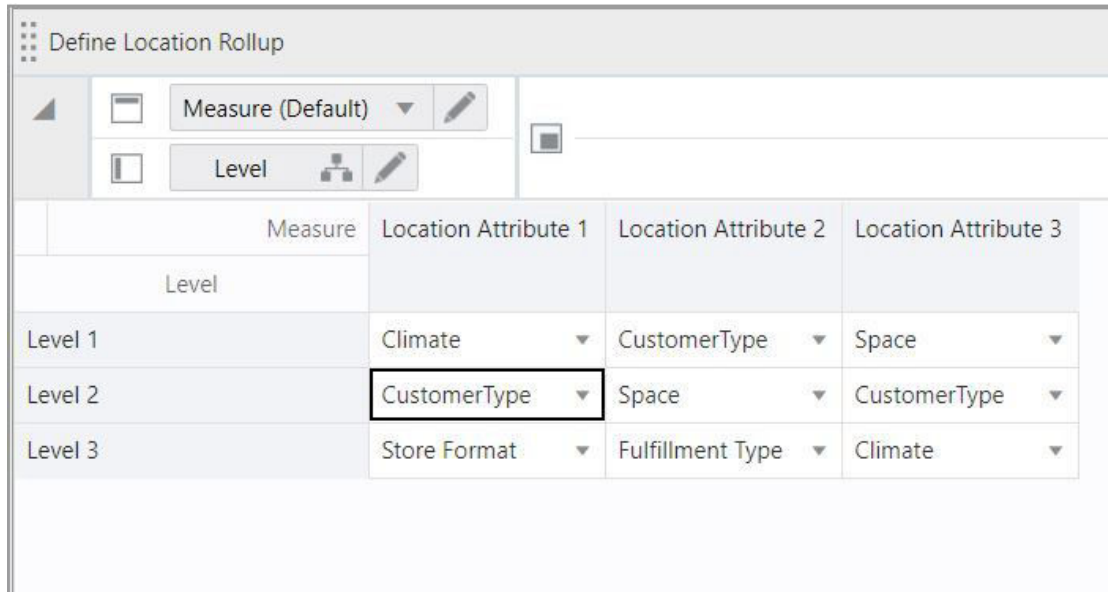 Define Location Rollup
Measure (Default)
Level
Measure Location Attribute 1 Location Attribute 2 Location Attribute 3
Level
Level 1 Climate CustomerType Space
Level 2 CustomerType Space CustomerType
Level 3 Store Format Fulfillment Type Climate